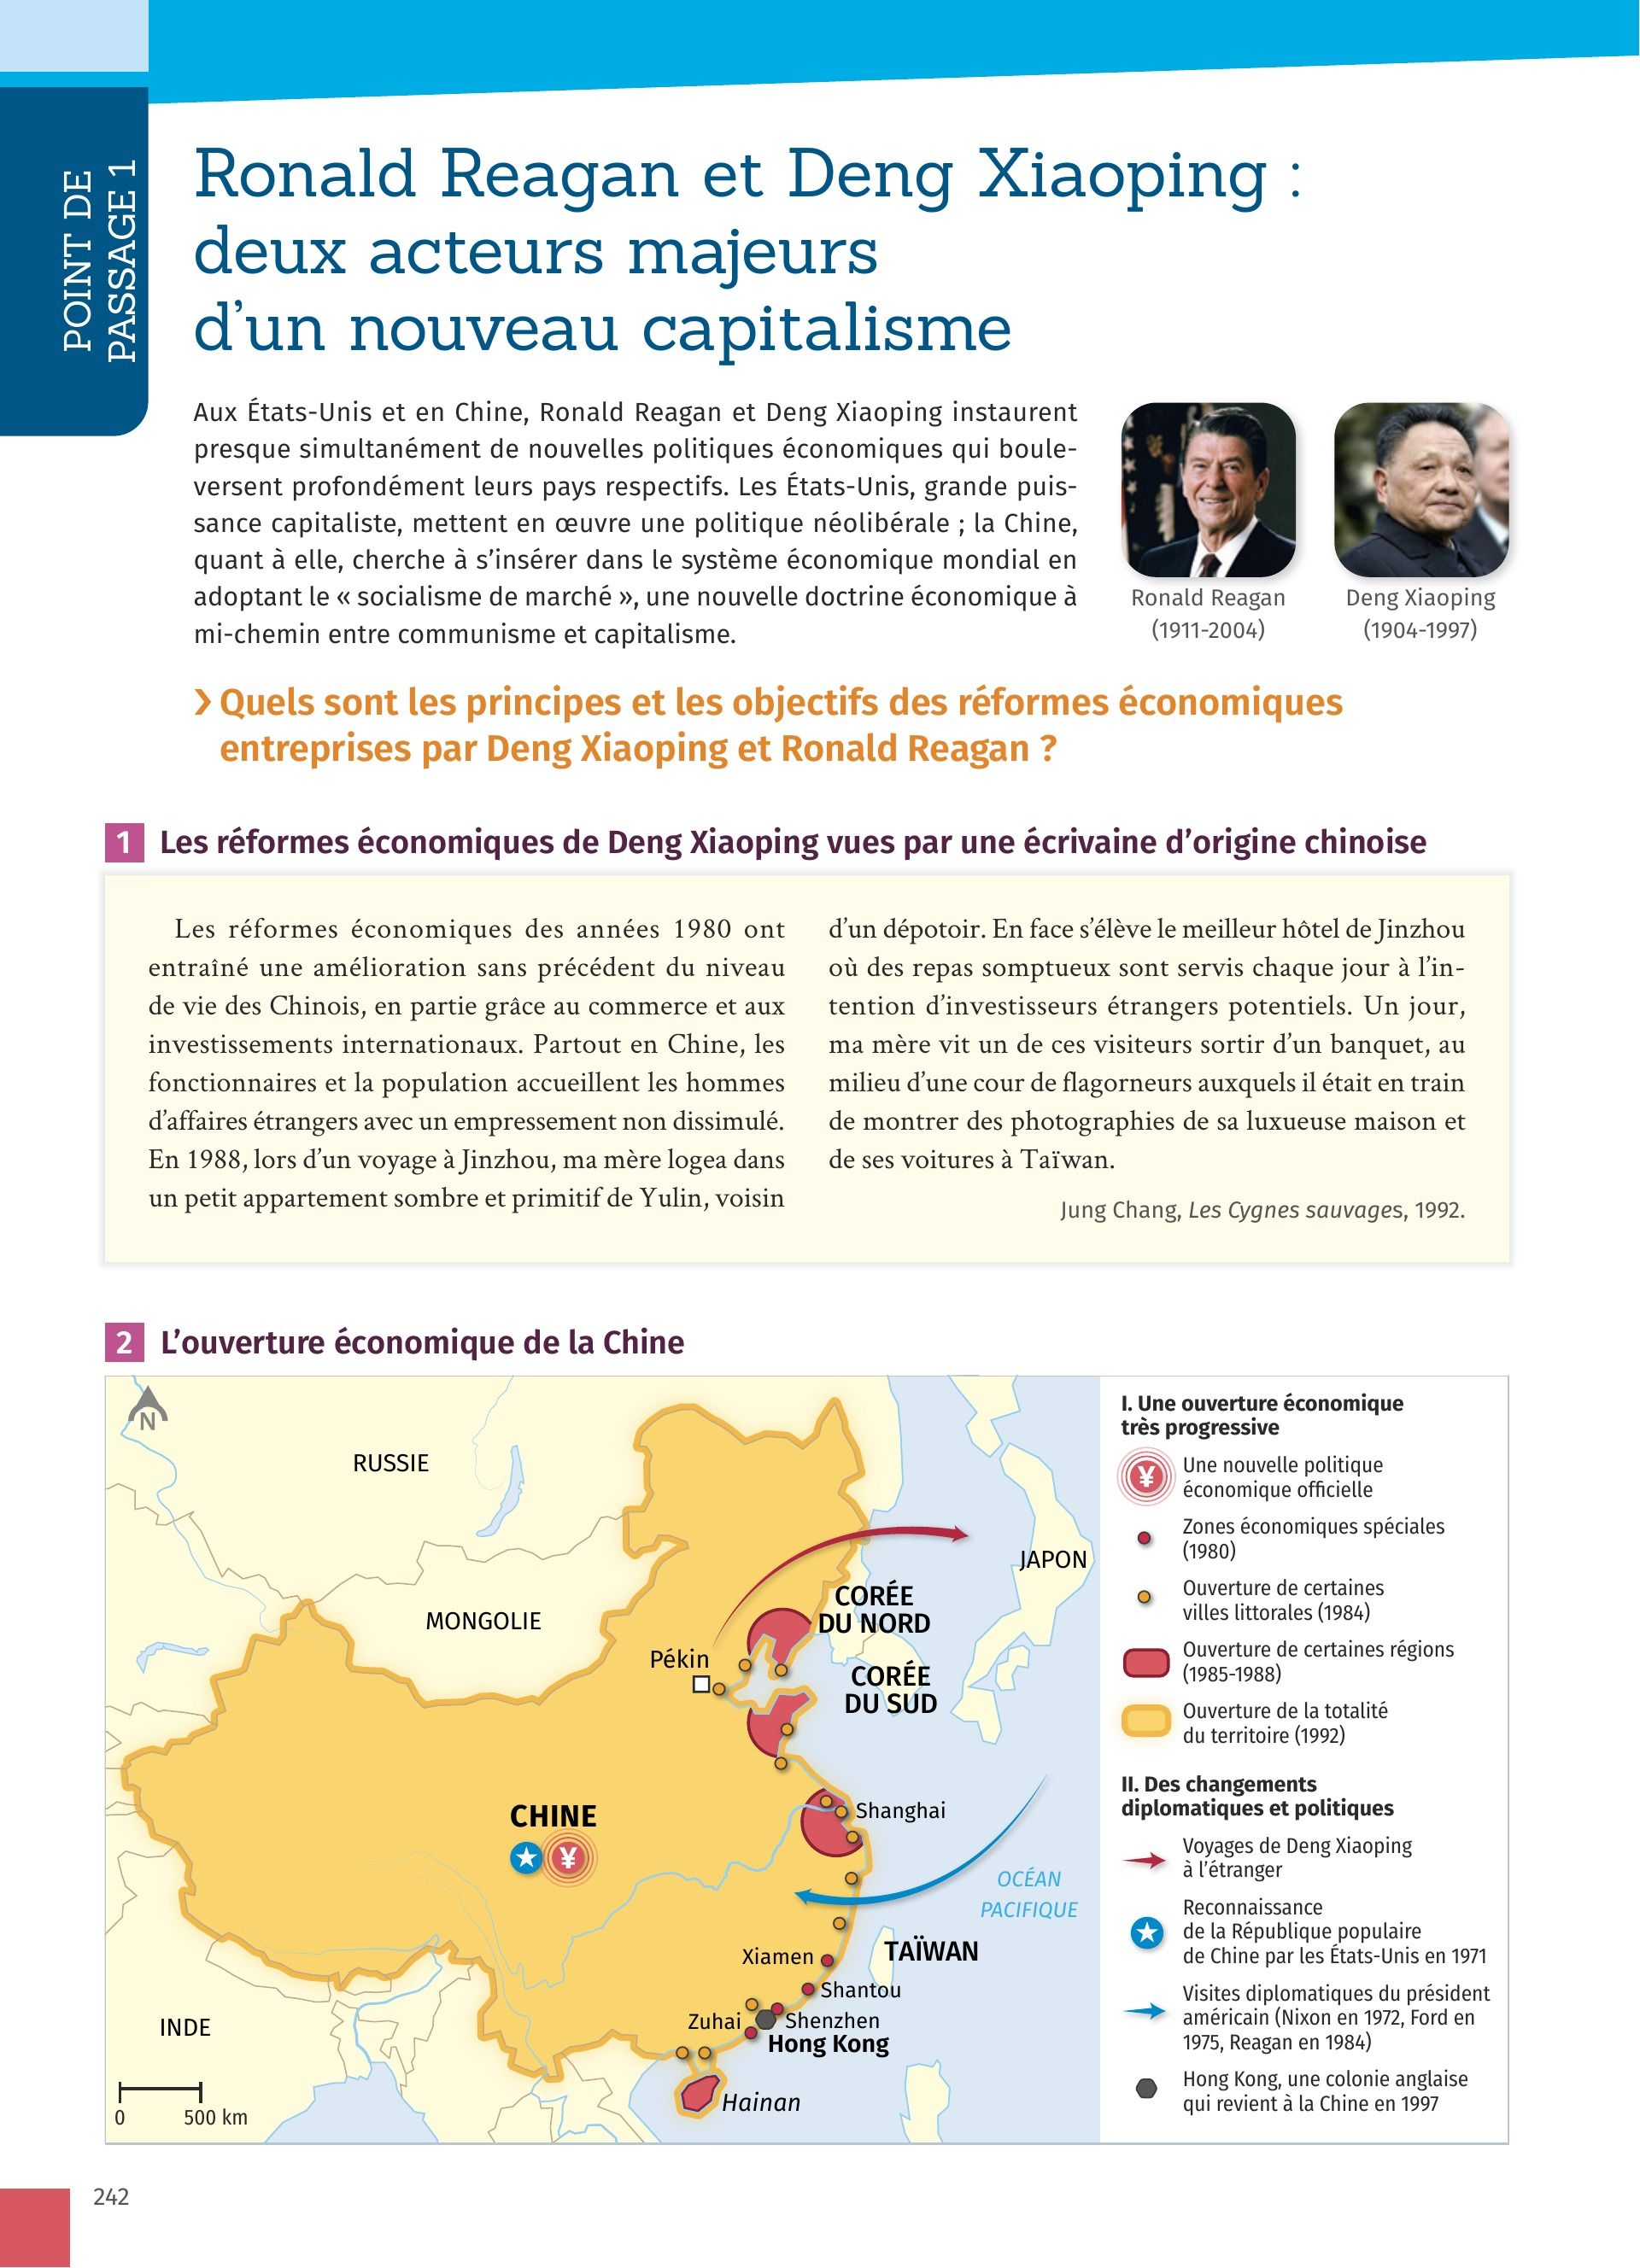 POINT DE
PASSAGE 1
Ronald Reagan et Deng Xiaoping :
deux acteurs majeurs
d’un nouveau capitalisme
Aux États-Unis et en Chine, Ronald Reagan et Deng Xiaoping instaurent
presque simultanément de nouvelles politiques économiques qui boule-
versent profondément leurs pays respectifs. Les États-Unis, grande puis-
sance capitaliste, mettent en œuvre une politique néolibérale ; la Chine,
quant à elle, cherche à s’insérer dans le système économique mondial en
adoptant le « socialisme de marché », une nouvelle doctrine économique à
mi-chemin entre communisme et capitalisme.
Ronald Reagan
(1911-2004)
Deng Xiaoping
(1904-1997)
› Quels sont les principes et les objectifs des réformes économiques
entreprises par Deng Xiaoping et Ronald Reagan ?
1 Les réformes économiques de Deng Xiaoping vues par une écrivaine d’origine chinoise
Les réformes économiques des années 1980 ont
entraîné une amélioration sans précédent du niveau
de vie des Chinois, en partie grâce au commerce et aux
investissements internationaux. Partout en Chine, les
fonctionnaires et la population accueillent les hommes
d’affaires étrangers avec un empressement non dissimulé.
En 1988, lors d’un voyage à Jinzhou, ma mère logea dans
un petit appartement sombre et primitif de Yulin, voisin
d’un dépotoir. En face s’élève le meilleur hôtel de Jinzhou
où des repas somptueux sont servis chaque jour à l’in-
tention d’investisseurs étrangers potentiels. Un jour,
ma mère vit un de ces visiteurs sortir d’un banquet, au
milieu d’une cour de flagorneurs auxquels il était en train
de montrer des photographies de sa luxueuse maison et
de ses voitures à Taïwan.
Jung Chang, Les Cygnes sauvages, 1992.
2 L’ouverture économique de la Chine
N
RUSSIE
MONGOLIE
JAPON
CORÉE
DU NORD
Pékin
CORÉE
DU SUD
CHINE
¥
Shanghai
OCÉAN
PACIFIQUE
Xiamen
TAÏWAN
Shantou
Zuhai
Shenzhen
Hong Kong
INDE
Hainan
0 500 km
I. Une ouverture économique
très progressive
¥
Une nouvelle politique
économique officielle
Zones économiques spéciales
(1980)
Ouverture de certaines
villes littorales (1984)
Ouverture de certaines régions
(1985-1988)
Ouverture de la totalité
du territoire (1992)
II. Des changements
diplomatiques et politiques
Voyages de Deng Xiaoping
à l’étranger
Reconnaissance
de la République populaire
de Chine par les États-Unis en 1971
Visites diplomatiques du président
américain (Nixon en 1972, Ford en
1975, Reagan en 1984)
Hong Kong, une colonie anglaise
qui revient à la Chine en 1997
242